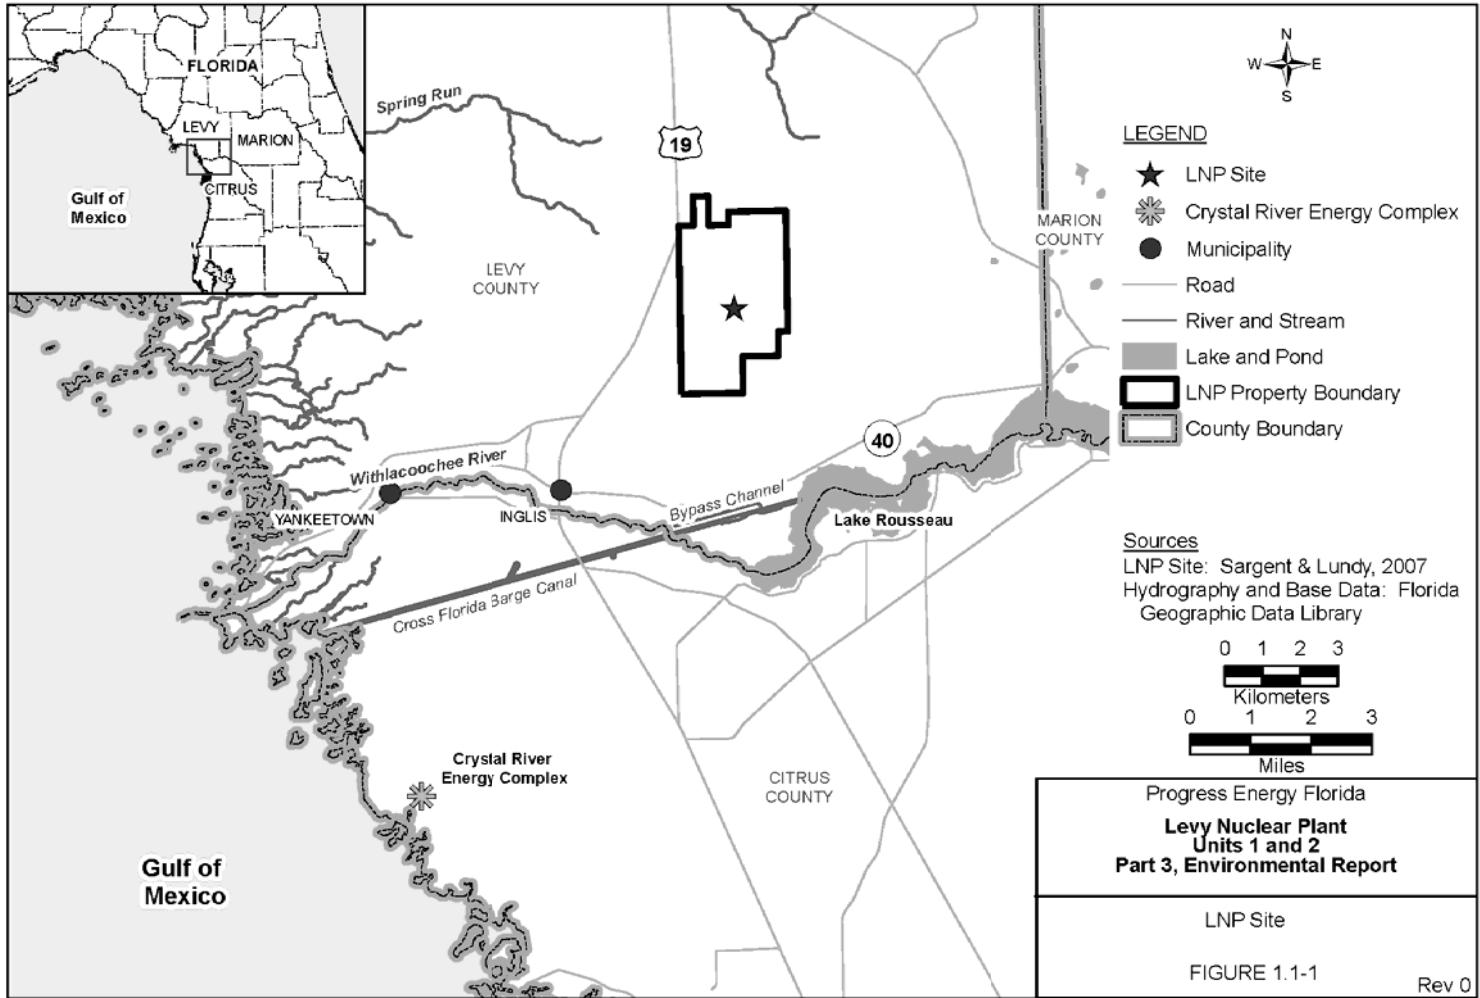 FLORIDA
LEVY
MARION
CITRUS
Gulf of
Mexico
Spring Run
19
LEVY
COUNTY
MARION
COUNTY
40
Withlacoochee River
YANKEETOWN
INGLIS
Bypass Channel
Lake Rousseau
Cross Florida Barge Canal
Crystal River
Energy Complex
CITRUS
COUNTY
Gulf of
Mexico
N
W E
S
LEGEND
LNP Site
Crystal River Energy Complex
Municipality
Road
River and Stream
Lake and Pond
LNP Property Boundary
County Boundary
Sources
LNP Site: Sargent & Lundy, 2007
Hydrography and Base Data: Florida
Geographic Data Library
0 1 2 3
Kilometers
0 1 2 3
Miles
Progress Energy Florida
Levy Nuclear Plant
Units 1 and 2
Part 3, Environmental Report
LNP Site
FIGURE 1.1-1
Rev 0